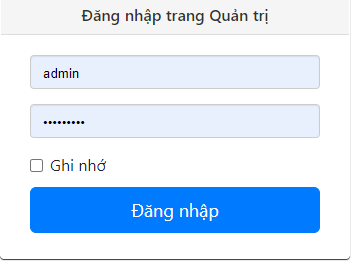 Đăng nhập trang Quản trị
admin
•••••••••
Ghi nhớ
Đăng nhập